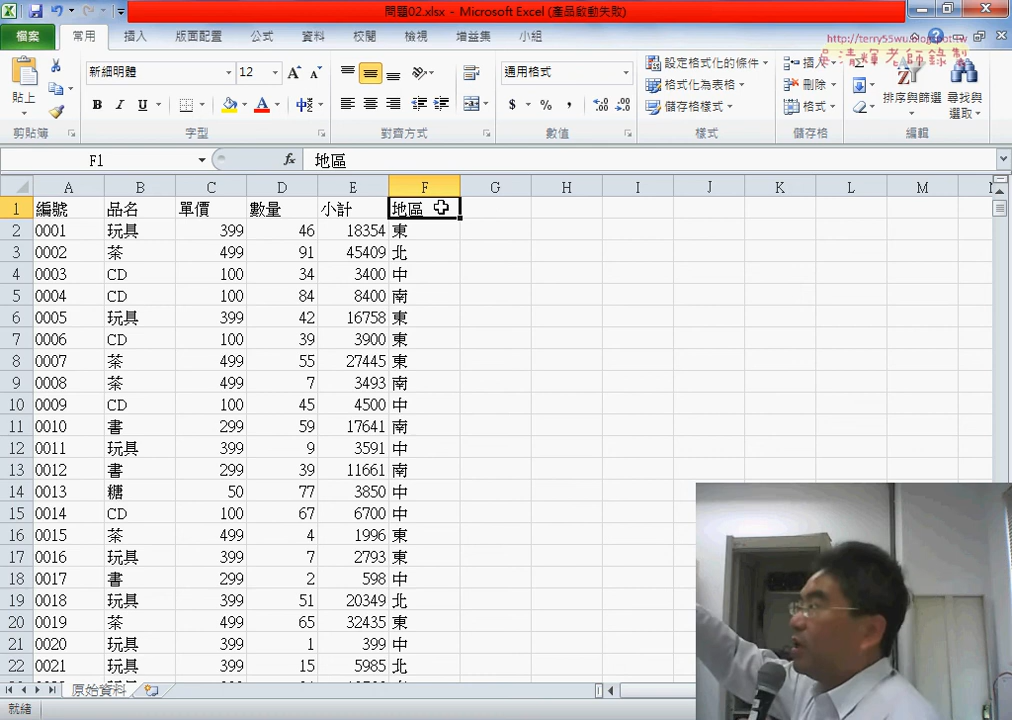 問題02.xlsx - Microsoft Excel (產品啟動失敗)
檔案 常用 插入 版面配置 公式 資料 校閱 檢視 增益集 小組
http://terry55wu.blogspot.tw
吳清輝老師錄製
貼上 新細明體 12 通用格式 設定格式化的條件 插入 Σ
B I U 中 $ % , 格式化為表格 刪除 排序與篩選 尋找與選取
儲存格樣式 格式
剪貼簿 字型 對齊方式 數值 樣式 儲存格 編輯
F1 fx 地區
A B C D E F G H I J K L M
1 編號 品名 單價 數量 小計 地區
2 0001 玩具 399 46 18354 東
3 0002 茶 499 91 45409 北
4 0003 CD 100 34 3400 中
5 0004 CD 100 84 8400 南
6 0005 玩具 399 42 16758 東
7 0006 CD 100 39 3900 東
8 0007 茶 499 55 27445 東
9 0008 茶 499 7 3493 南
10 0009 CD 100 45 4500 中
11 0010 書 299 59 17641 南
12 0011 玩具 399 9 3591 中
13 0012 書 299 39 11661 南
14 0013 糖 50 77 3850 中
15 0014 CD 100 67 6700 中
16 0015 茶 499 4 1996 東
17 0016 玩具 399 7 2793 東
18 0017 書 299 2 598 中
19 0018 玩具 399 51 20349 北
20 0019 茶 499 65 32435 東
21 0020 玩具 399 1 399 中
22 0021 玩具 399 15 5985 北
原始資料
就緒